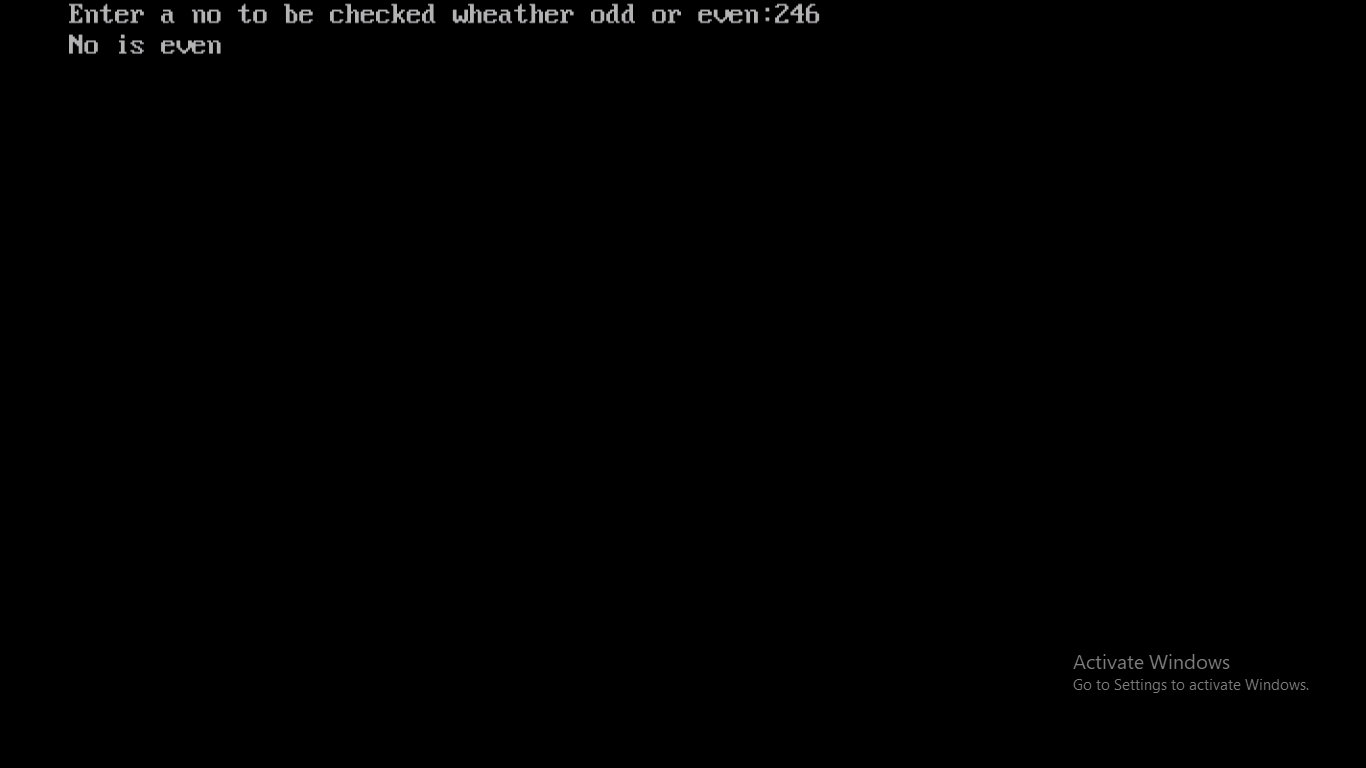 Enter a no to be checked wheather odd or even:246
No is even
Activate Windows
Go to Settings to activate Windows.